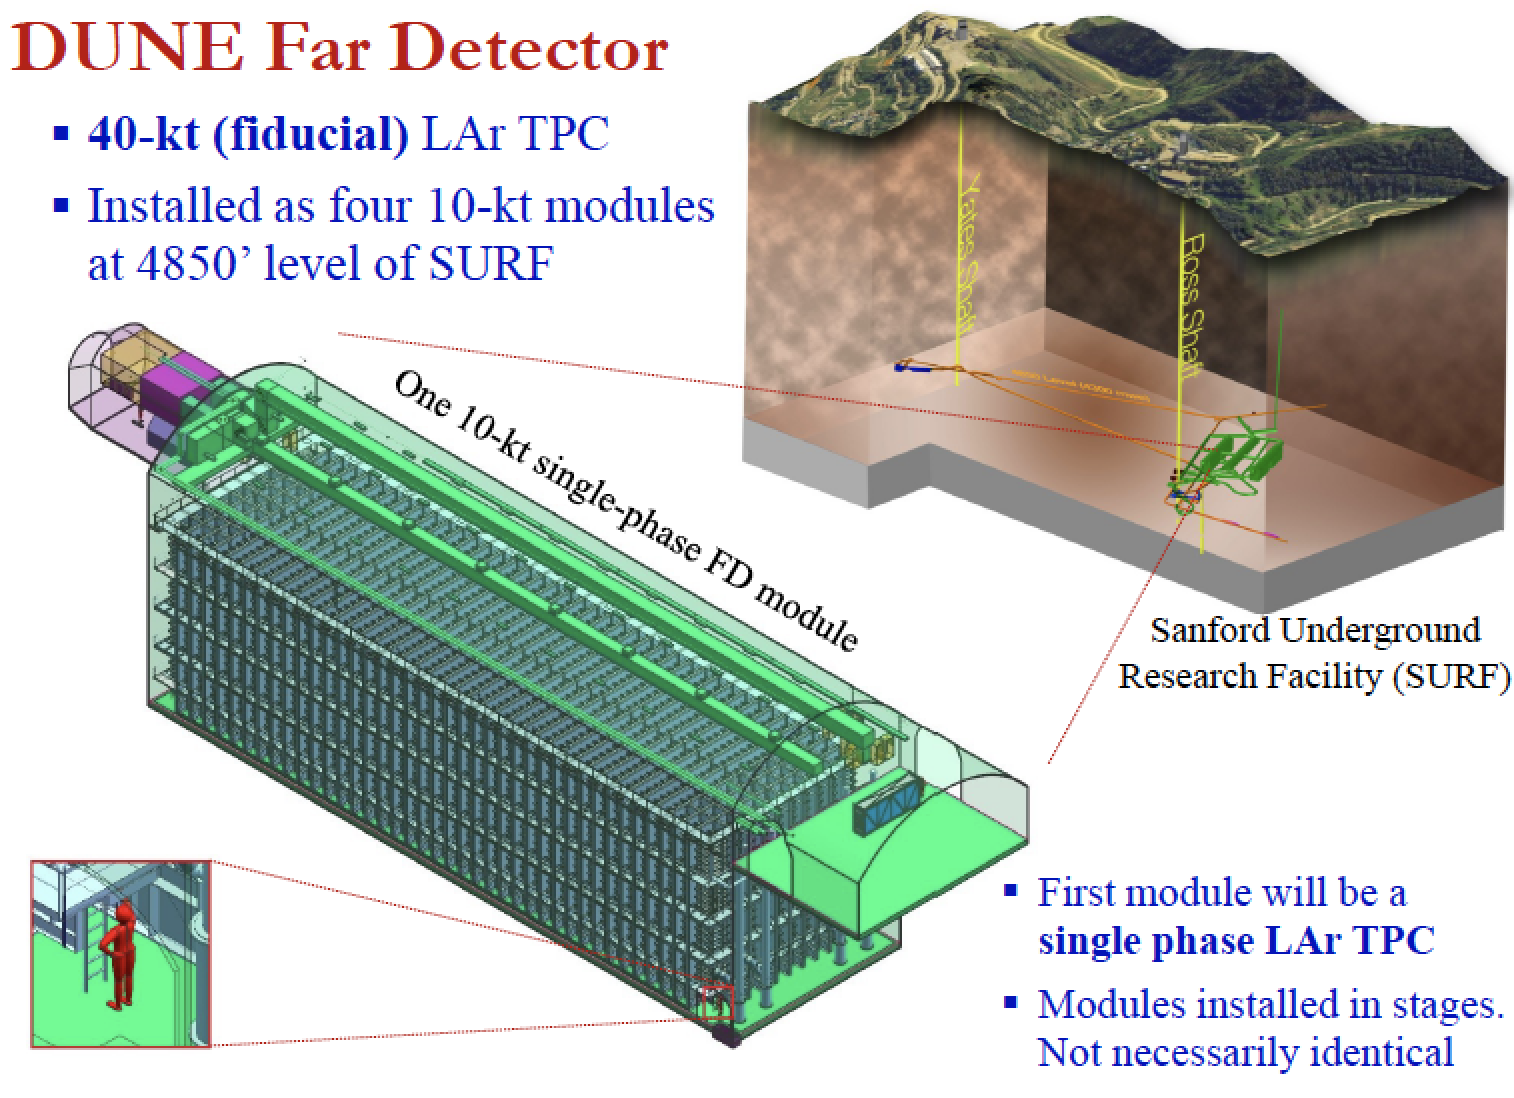 DUNE Far Detector
▪ 40-kt (fiducial) LAr TPC
▪ Installed as four 10-kt modules
at 4850’ level of SURF
Yates Shaft
Ross Shaft
One 10-kt single-phase FD module
Sanford Underground
Research Facility (SURF)
▪ First module will be a
single phase LAr TPC
▪ Modules installed in stages.
Not necessarily identical